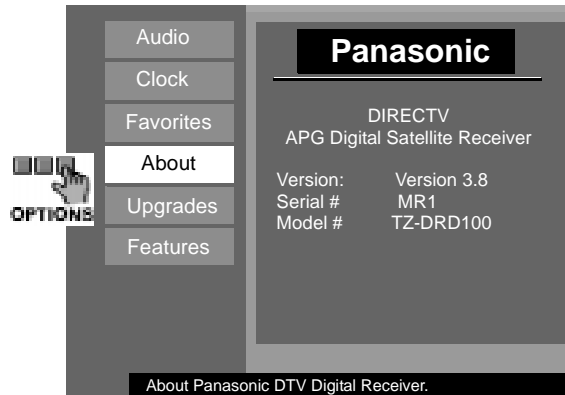 Audio
Clock
Favorites
About
Upgrades
Features
OPTIONS
Panasonic
DIRECTV
APG Digital Satellite Receiver
Version: Version 3.8
Serial # MR1
Model # TZ-DRD100
About Panasonic DTV Digital Receiver.